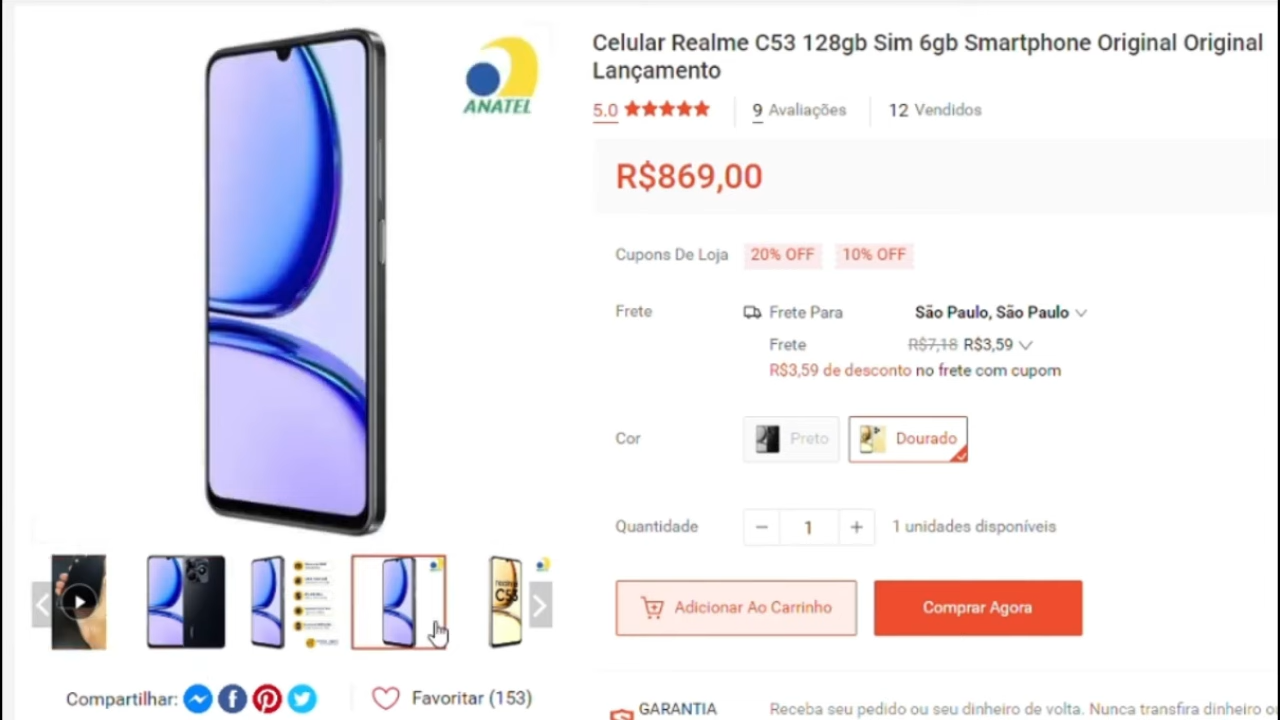 ANATEL
Celular Realme C53 128gb Sim 6gb Smartphone Original Original
Lançamento
5.0
9 Avaliações
12 Vendidos
R$869,00
Cupons De Loja
20% OFF
10% OFF
Frete
Frete Para
São Paulo, São Paulo
Frete
R$7,18 R$3,59
R$3,59 de desconto no frete com cupom
Cor
Preto
Dourado
Quantidade
− 1 +
1 unidades disponíveis
Adicionar Ao Carrinho
Comprar Agora
realme
C53
Compartilhar:
Favoritar (153)
GARANTIA
Receba seu pedido ou seu dinheiro de volta. Nunca transfira dinheiro o